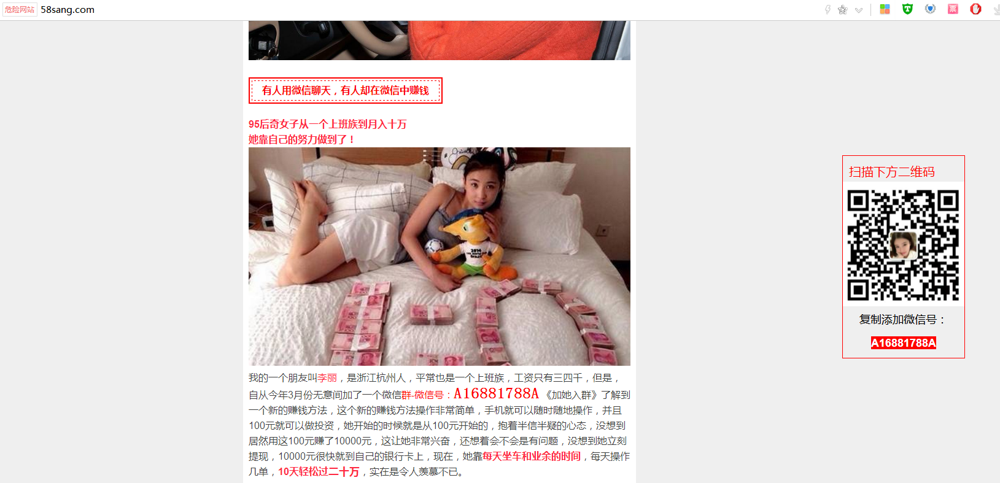 危险网站 58sang.com
票
有人用微信聊天，有人却在微信中赚钱
95后奇女子从一个上班族到月入十万
她靠自己的努力做到了！
2014
我的一个朋友叫李丽，是浙江杭州人，平常也是一个上班族，工资只有三四千，但是，
自从今年3月份无意间加了一个微信群-微信号：A16881788A《加她入群》了解到
一个新的赚钱方法，这个新的赚钱方法操作非常简单，手机就可以随时随地操作，并且
100元就可以做投资，她开始的时候就是从100元开始的，抱着半信半疑的心态，没想到
居然用这100元赚了10000元，这让她非常兴奋，还想着会不会是有问题，没想到她立刻
提现，10000元很快就到自己的银行卡上，现在，她靠每天坐车和业余的时间，每天操作
几单，10天轻松过二十万，实在是令人羡慕不已。
扫描下方二维码
复制添加微信号：
A16881788A